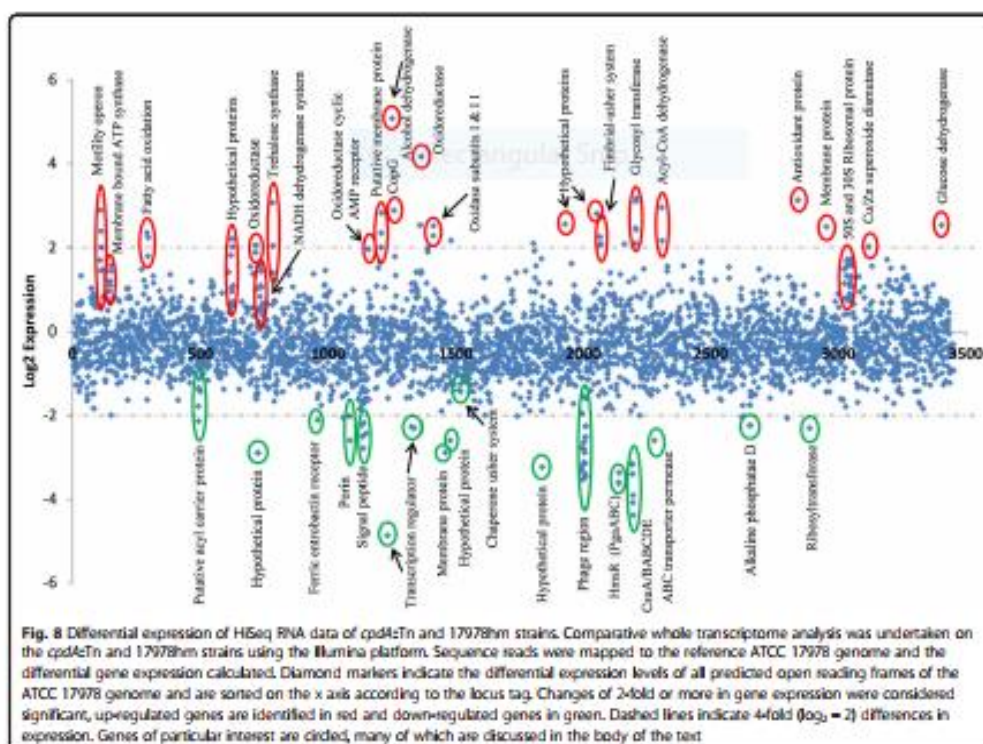 Motility operon
Membrane bound ATP synthase
Fatty acid oxidation
Hypothetical proteins
Oxidoreductase
Trehalose synthase
NADH dehydrogenase system
Oxidoreductase cyclic
AMP receptor
Putative membrane protein
CopG
Alcohol dehydrogenase
Oxidoreductase
Oxidase subunits I & I I
Hypothetical proteins
Fimbrial-usher system
Glycosyl transferase
Acyl-CoA dehydrogenase
Antioxidant protein
Membrane protein
50S and 30S Ribosomal protein
Cu/Zn superoxide dismutase
Glucose dehydrogenase
Rectangular Snip
Log2 Expression
6
4
2
0
-2
-4
-6
0 500 1000 1500 2000 2500 3000 3500
Putative acyl carrier protein
Hypothetical protein
Ferric entrobactin receptor
Porin
Signal peptide
Transcription regulator
Membrane protein
Hypothetical protein
Chaperone usher system
Hypothetical protein
Phage region
HmsR (PgaABC)
CsuA/BABCDE
ABC transporter permease
Alkaline phosphatae D
Ribosyltransferase
Fig. 8 Differential expression of HiSeq RNA data of cpdA::Tn and 17978hm strains. Comparative whole transcriptome analysis was undertaken on
the cpdA::Tn and 17978hm strains using the Illumina platform. Sequence reads were mapped to the reference ATCC 17978 genome and the
differential gene expression calculated. Diamond markers indicate the differential expression levels of all predicted open reading frames of the
ATCC 17978 genome and are sorted on the x axis according to the locus tag. Changes of 2-fold or more in gene expression were considered
significant, up-regulated genes are identified in red and down-regulated genes in green. Dashed lines indicate 4-fold (log₂ = 2) differences in
expression. Genes of particular interest are circled, many of which are discussed in the body of the text